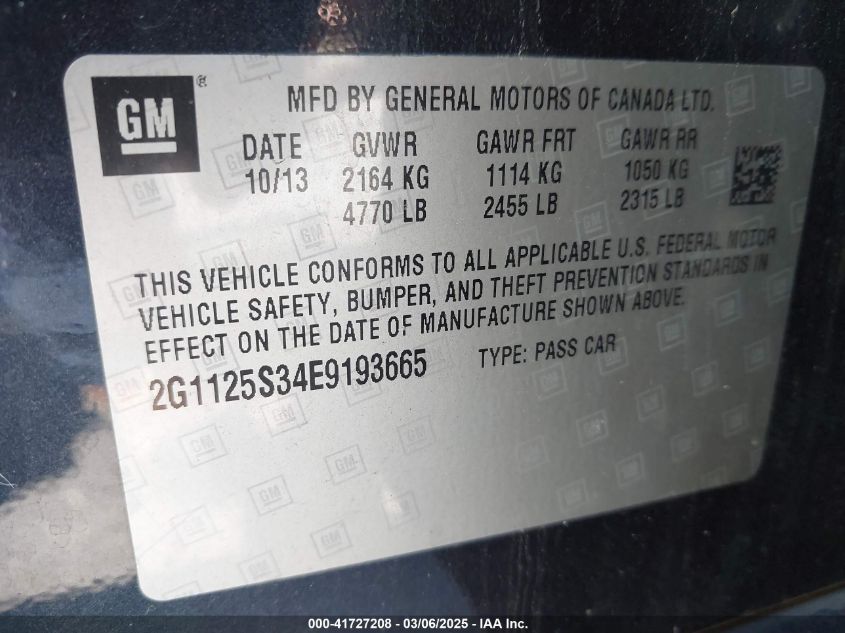 GM ®
MFD BY GENERAL MOTORS OF CANADA LTD.
DATE GVWR GAWR FRT GAWR RR
10/13 2164 KG 1114 KG 1050 KG
4770 LB 2455 LB 2315 LB
THIS VEHICLE CONFORMS TO ALL APPLICABLE U.S. FEDERAL MOTOR
VEHICLE SAFETY, BUMPER, AND THEFT PREVENTION STANDARDS IN
EFFECT ON THE DATE OF MANUFACTURE SHOWN ABOVE.
2G1125S34E9193665 TYPE: PASS CAR
000-41727208 - 03/06/2025 - IAA Inc.